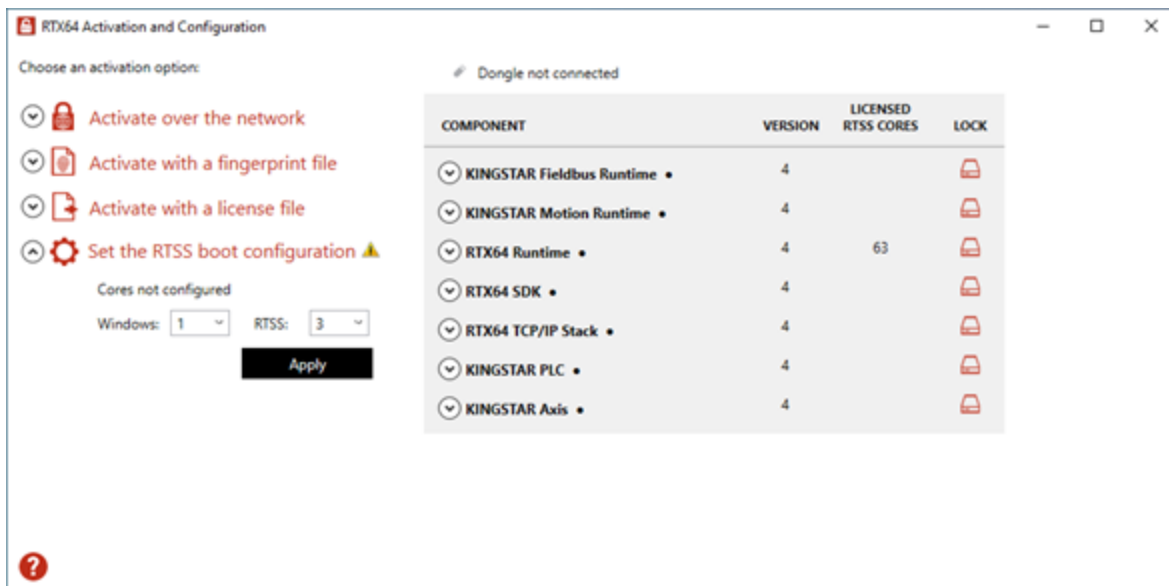 RTX64 Activation and Configuration
Choose an activation option:
Activate over the network
Activate with a fingerprint file
Activate with a license file
Set the RTSS boot configuration
Cores not configured
Windows: 1 RTSS: 3
Apply
Dongle not connected
COMPONENT VERSION LICENSED RTSS CORES LOCK
KINGSTAR Fieldbus Runtime • 4
KINGSTAR Motion Runtime • 4
RTX64 Runtime • 4 63
RTX64 SDK • 4
RTX64 TCP/IP Stack • 4
KINGSTAR PLC • 4
KINGSTAR Axis • 4
?